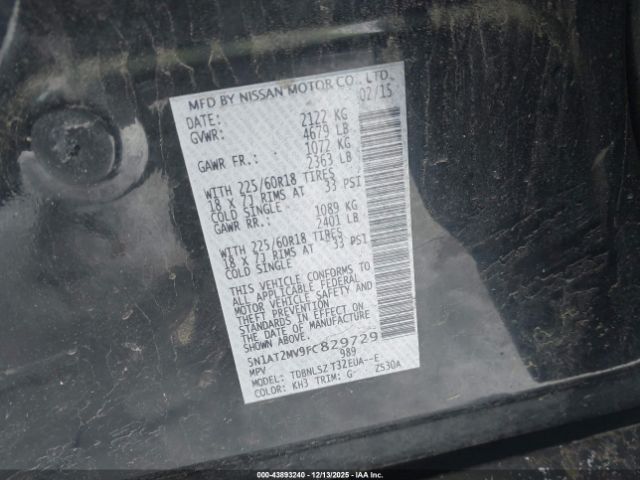 MFD BY NISSAN MOTOR CO., LTD.
DATE: 02/15
GVWR: 2122 KG
4679 LB
GAWR FR.: 1072 KG
2363 LB
WITH 225/60R18 TIRES
18 X 7J RIMS AT 33 PSI
COLD SINGLE
GAWR RR.: 1089 KG
2401 LB
WITH 225/60R18 TIRES
18 X 7J RIMS AT 33 PSI
COLD SINGLE
THIS VEHICLE CONFORMS TO
ALL APPLICABLE FEDERAL
MOTOR VEHICLE SAFETY AND
THEFT PREVENTION
STANDARDS IN EFFECT ON
THE DATE OF MANUFACTURE
SHOWN ABOVE.
5N1AT2MV9FC829729
MPV 989
MODEL: TDBNLSZ T32EUA--E
COLOR: KH3 TRIM: G- ZS30A
000-43893240 - 12/13/2025 - IAA Inc.